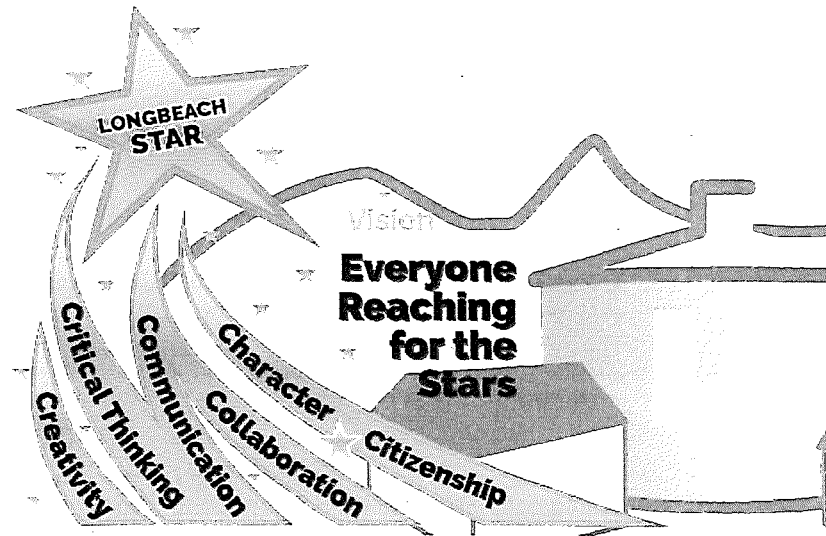 LONGBEACH
STAR
Vision
Everyone
Reaching
for the
Stars
Creativity
Critical Thinking
Communication
Collaboration
Character
Citizenship